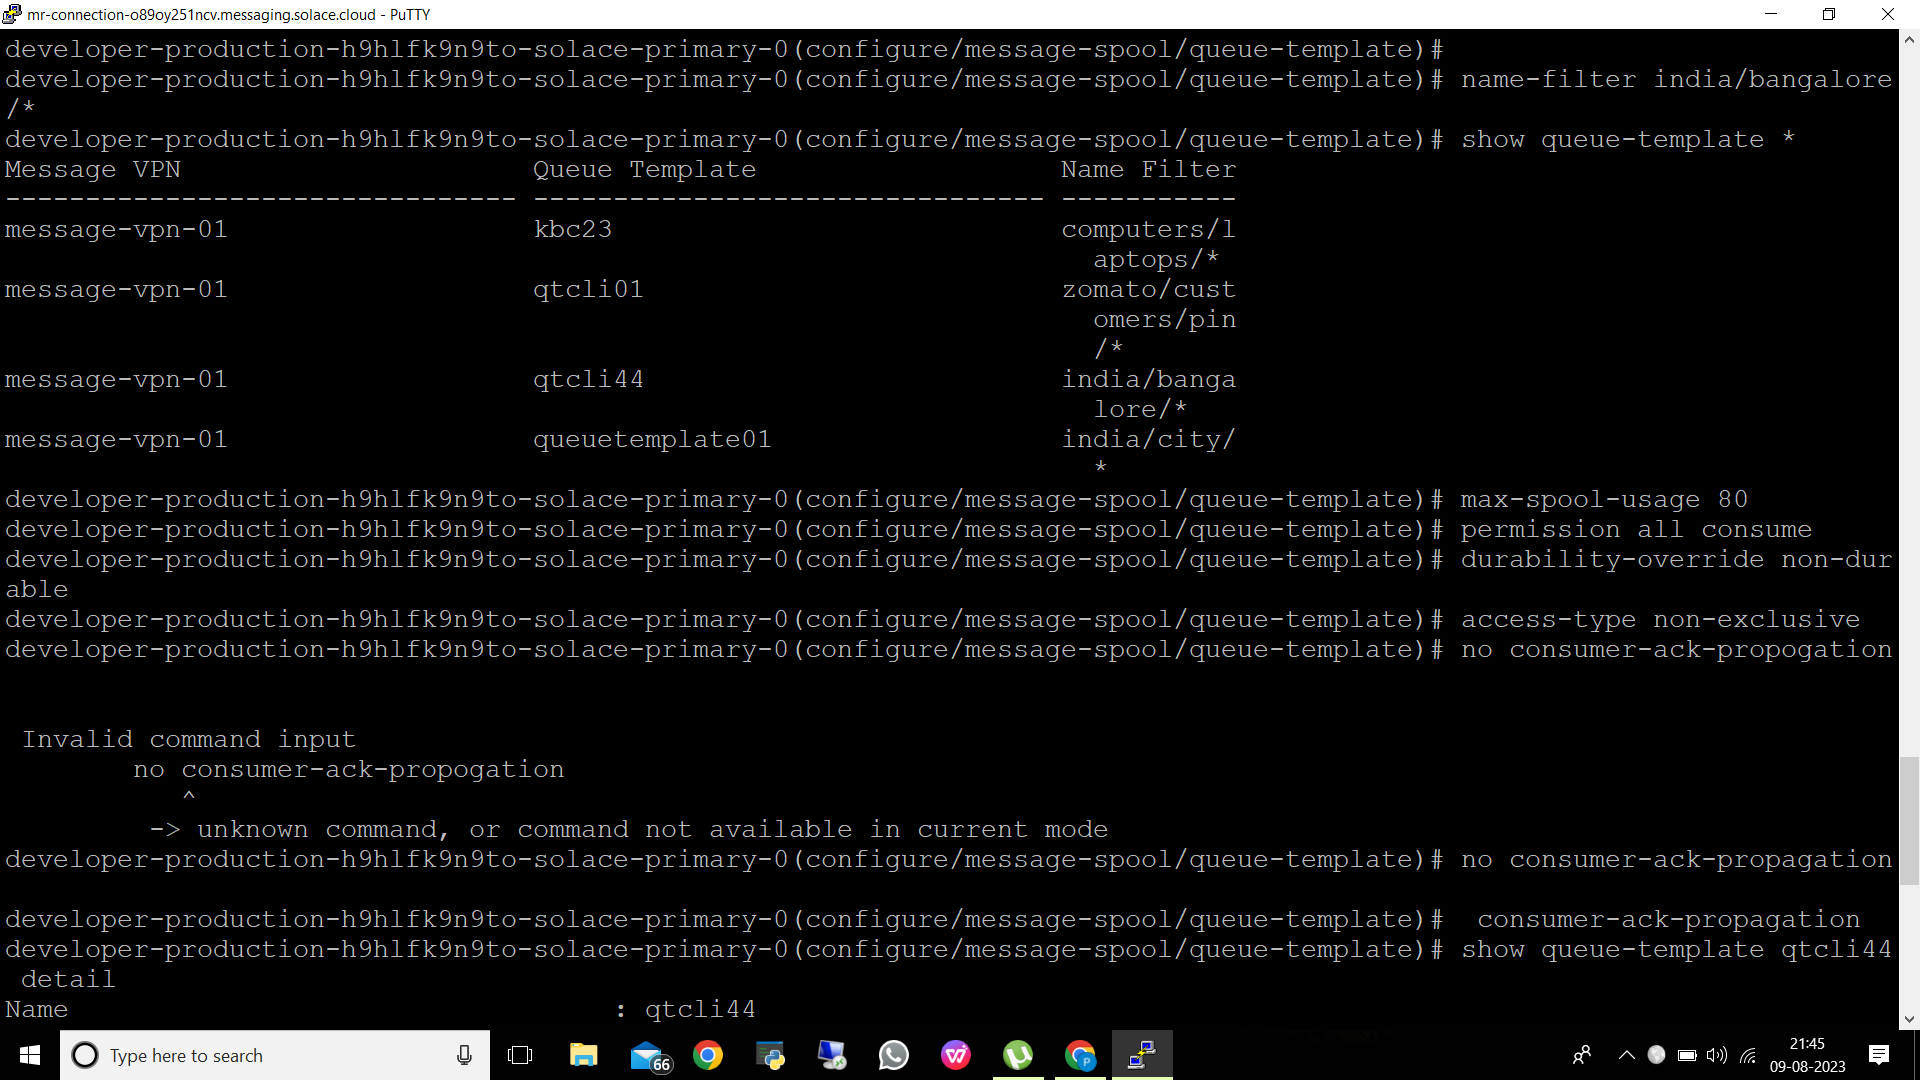 mr-connection-o89oy251ncv.messaging.solace.cloud - PuTTY
developer-production-h9hlfk9n9to-solace-primary-0(configure/message-spool/queue-template)#
developer-production-h9hlfk9n9to-solace-primary-0(configure/message-spool/queue-template)# name-filter india/bangalore
/*
developer-production-h9hlfk9n9to-solace-primary-0(configure/message-spool/queue-template)# show queue-template *
Message VPN                      Queue Template                   Name Filter
-------------------------------- -------------------------------- -----------
message-vpn-01                   kbc23                            computers/l
                                                                    aptops/*
message-vpn-01                   qtcli01                          zomato/cust
                                                                    omers/pin
                                                                    /*
message-vpn-01                   qtcli44                          india/banga
                                                                    lore/*
message-vpn-01                   queuetemplate01                  india/city/
                                                                    *
developer-production-h9hlfk9n9to-solace-primary-0(configure/message-spool/queue-template)# max-spool-usage 80
developer-production-h9hlfk9n9to-solace-primary-0(configure/message-spool/queue-template)# permission all consume
developer-production-h9hlfk9n9to-solace-primary-0(configure/message-spool/queue-template)# durability-override non-dur
able
developer-production-h9hlfk9n9to-solace-primary-0(configure/message-spool/queue-template)# access-type non-exclusive
developer-production-h9hlfk9n9to-solace-primary-0(configure/message-spool/queue-template)# no consumer-ack-propogation
 Invalid command input
        no consumer-ack-propogation
           ^
         -> unknown command, or command not available in current mode
developer-production-h9hlfk9n9to-solace-primary-0(configure/message-spool/queue-template)# no consumer-ack-propagation
developer-production-h9hlfk9n9to-solace-primary-0(configure/message-spool/queue-template)#  consumer-ack-propagation
developer-production-h9hlfk9n9to-solace-primary-0(configure/message-spool/queue-template)# show queue-template qtcli44
 detail
Name                                  : qtcli44
Type here to search
66
P
21:45
09-08-2023